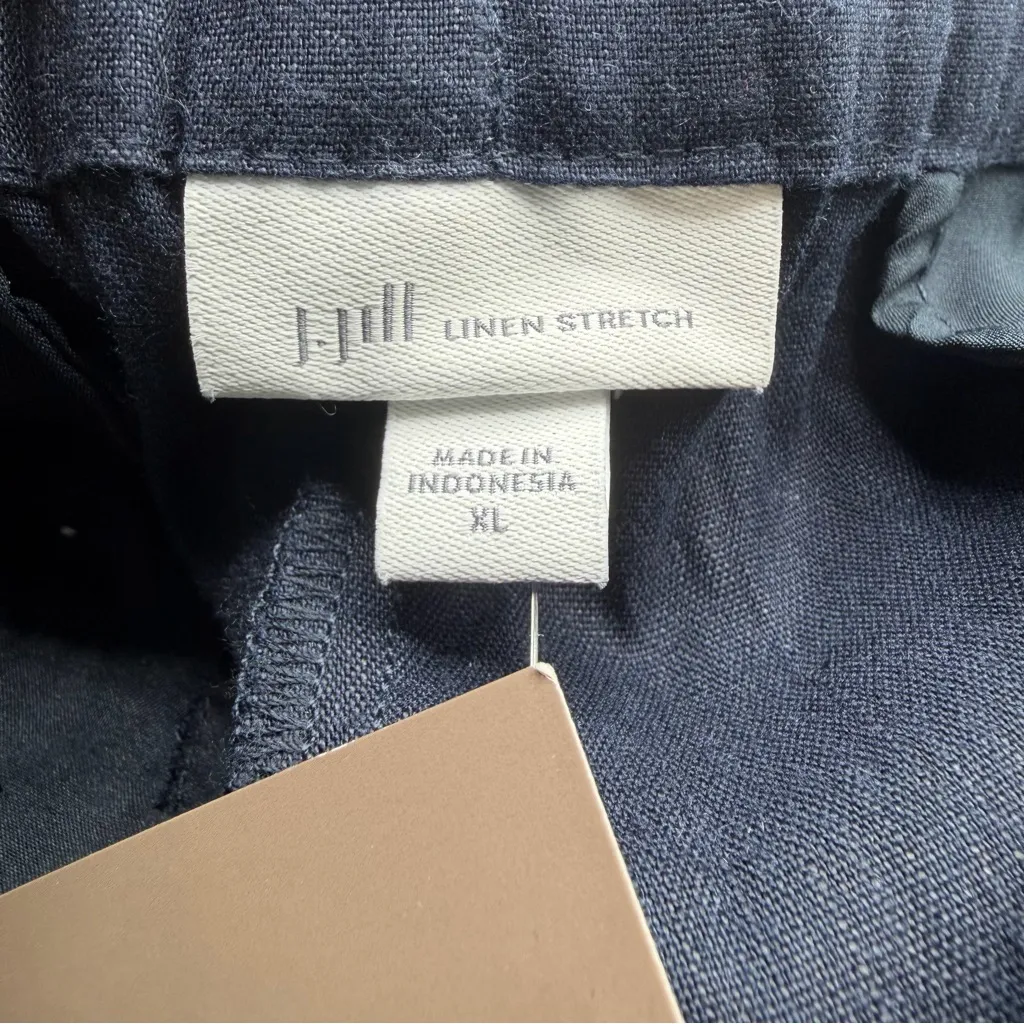 J.Jill LINEN STRETCH
MADE IN
INDONESIA
XL